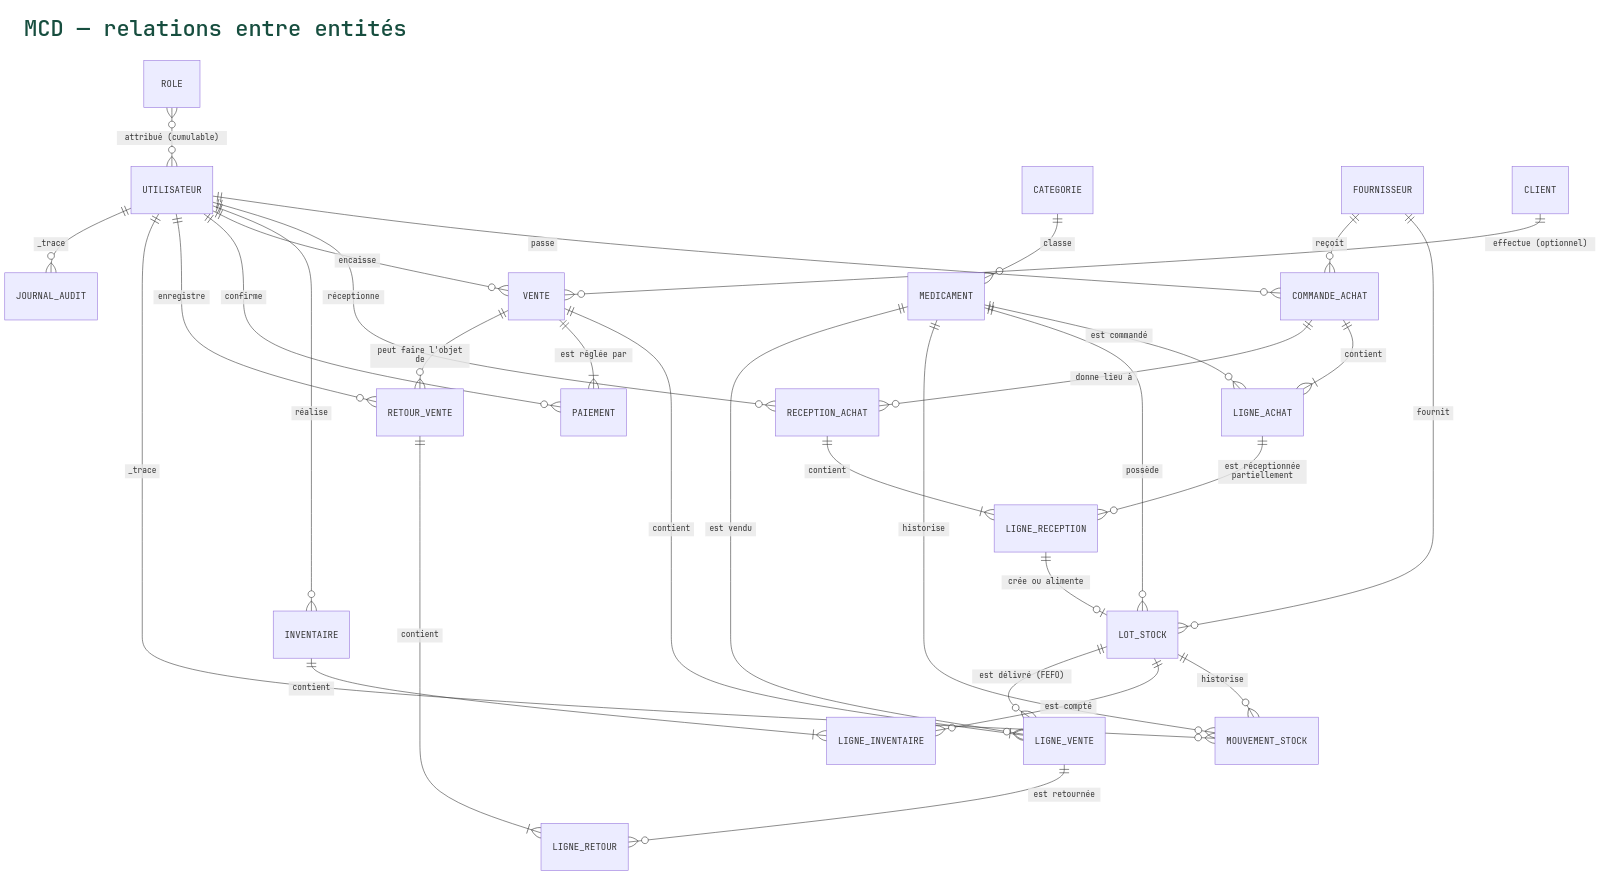 MCD — relations entre entités
ROLE
attribué (cumulable)
UTILISATEUR
CATEGORIE
FOURNISSEUR
CLIENT
_trace
passe
classe
reçoit
effectue (optionnel)
encaisse
JOURNAL_AUDIT
enregistre
confirme
réceptionne
VENTE
MEDICAMENT
COMMANDE_ACHAT
est commandé
peut faire l'objet
de
est réglée par
contient
donne lieu à
RETOUR_VENTE
PAIEMENT
RECEPTION_ACHAT
LIGNE_ACHAT
réalise
fournit
_trace
contient
possède
est réceptionnée
partiellement
contient
est vendu
historise
LIGNE_RECEPTION
crée ou alimente
INVENTAIRE
contient
LOT_STOCK
est délivré (FEFO)
historise
contient
est compté
LIGNE_INVENTAIRE
LIGNE_VENTE
MOUVEMENT_STOCK
est retournée
LIGNE_RETOUR